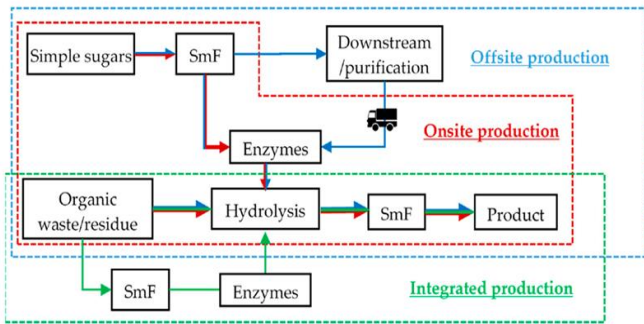 Simple sugars
SmF
Downstream
/purification
Offsite production
Onsite production
Enzymes
Organic
waste/residue
Hydrolysis
SmF
Product
SmF
Enzymes
Integrated production